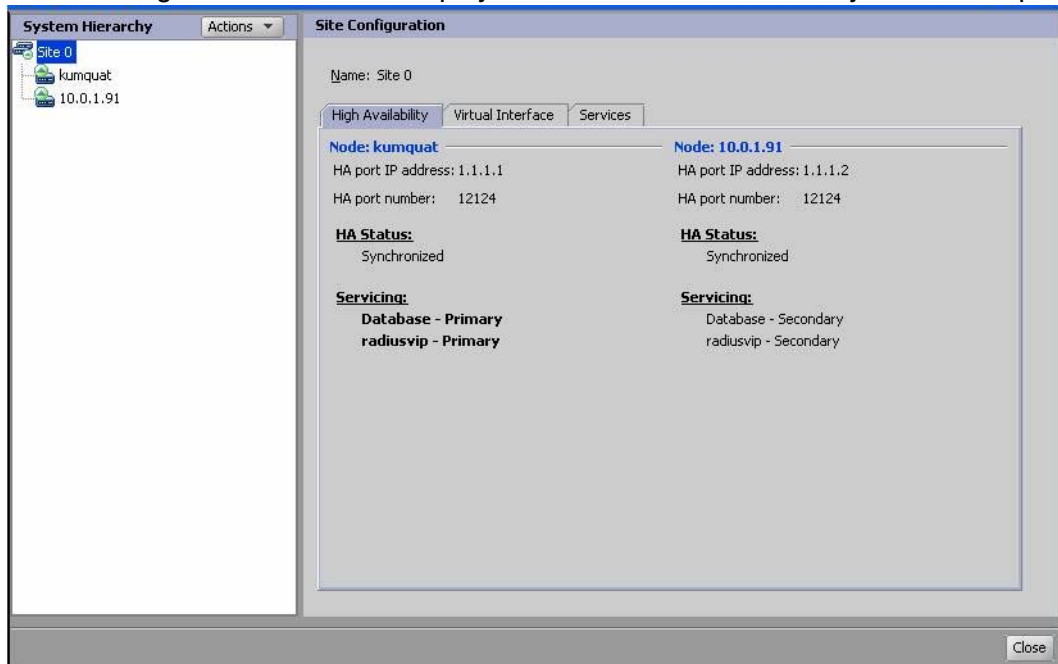 System Hierarchy
Actions
Site 0
kumquat
10.0.1.91
Site Configuration
Name: Site 0
High Availability Virtual Interface Services
Node: kumquat Node: 10.0.1.91
HA port IP address: 1.1.1.1 HA port IP address: 1.1.1.2
HA port number: 12124 HA port number: 12124
HA Status: HA Status:
Synchronized Synchronized
Servicing: Servicing:
Database - Primary Database - Secondary
radiusvip - Primary radiusvip - Secondary
Close